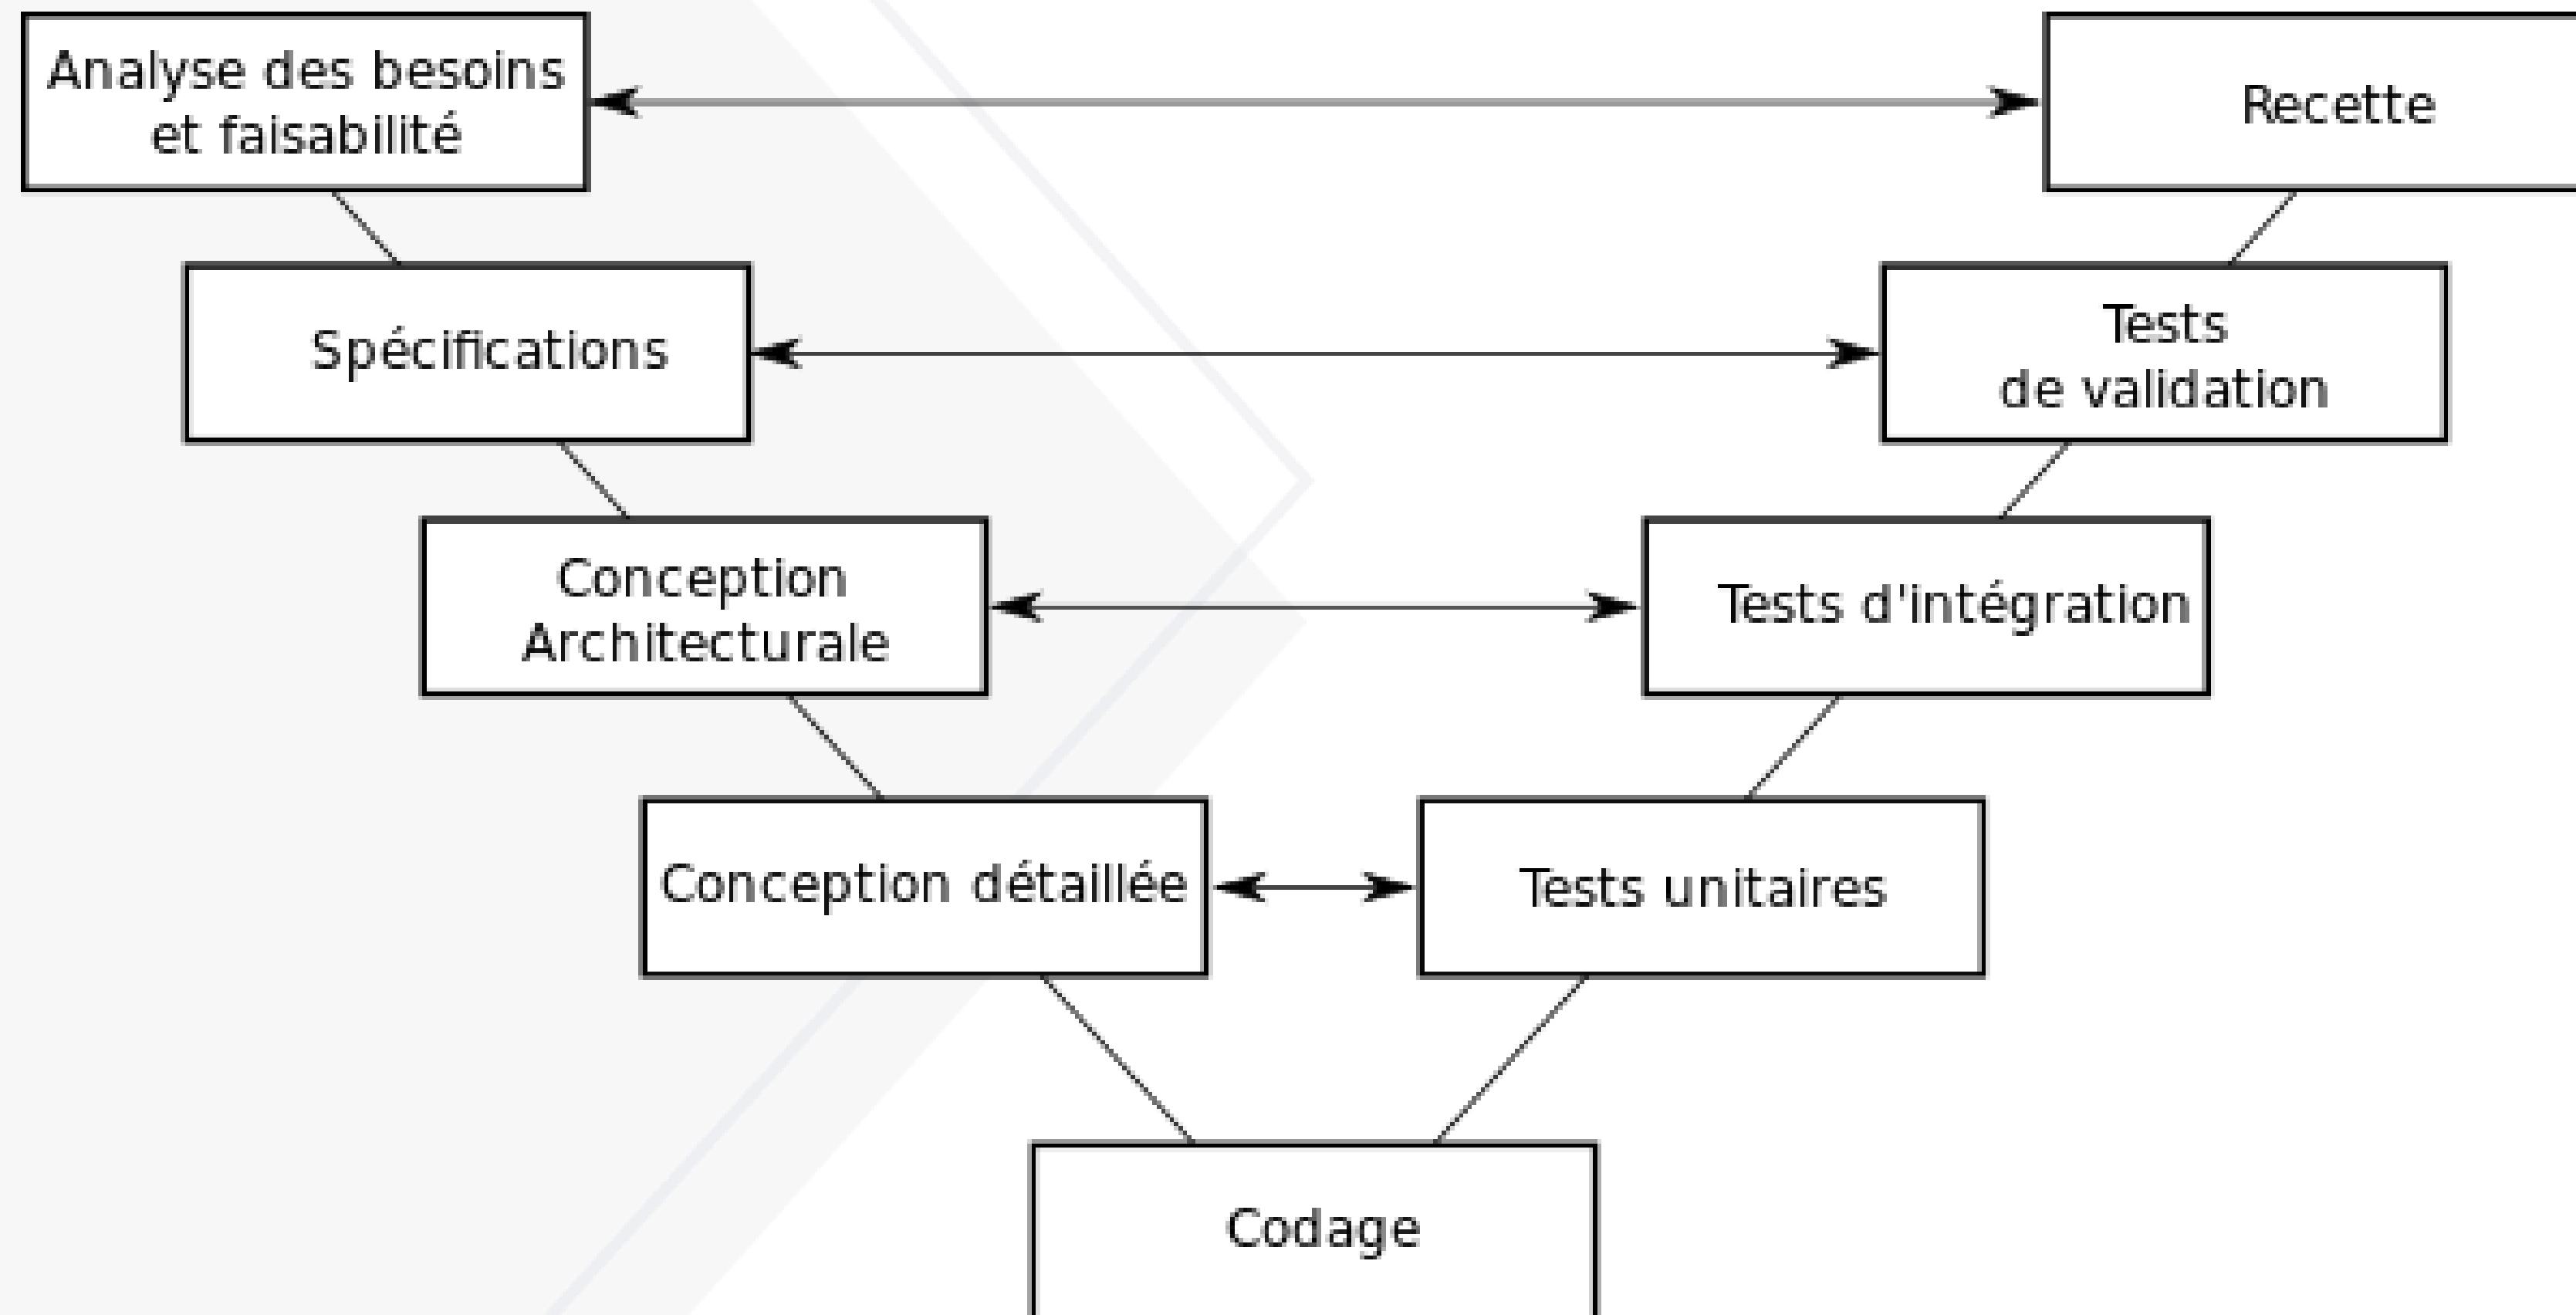 Analyse des besoins
et faisabilité
Recette
Spécifications
Tests
de validation
Conception
Architecturale
Tests d'intégration
Conception détaillée
Tests unitaires
Codage